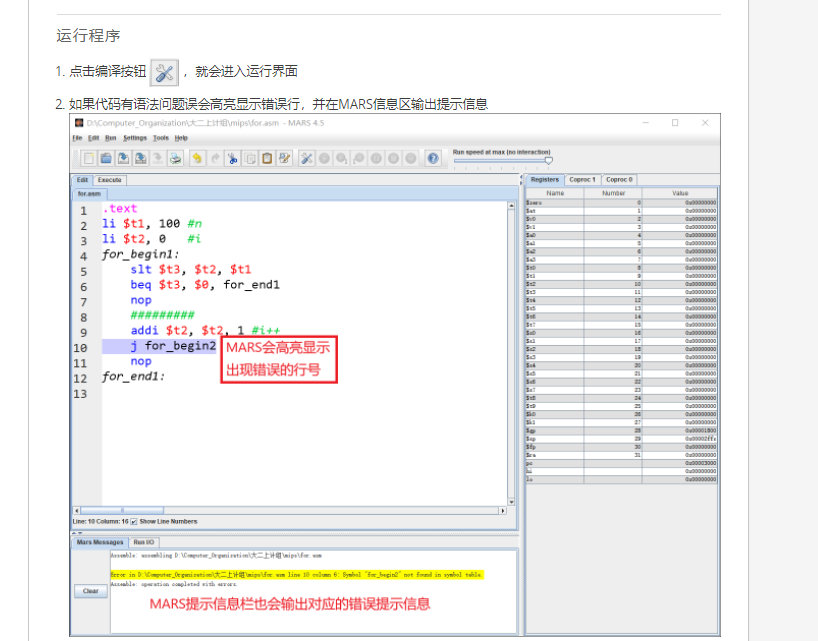 运行程序
1. 点击编译按钮 ，就会进入运行界面
2. 如果代码有语法问题误会高亮显示错误行，并在MARS信息区输出提示信息
D:\Computer_Organization\大二上计组\mips\for.asm - MARS 4.5
File Edit Run Settings Tools Help
Run speed at max (no interaction)
Edit Execute
for.asm
1 .text
2 li $t1, 100 #n
3 li $t2, 0 #i
4 for_begin1:
5 slt $t3, $t2, $t1
6 beq $t3, $0, for_end1
7 nop
8 #########
9 addi $t2, $t2, 1 #i++
10 j for_begin2
11 nop
12 for_end1:
13
MARS会高亮显示
出现错误的行号
Line: 10 Column: 16 Show Line Numbers
Mars Messages Run I/O
Assemble: assembling D:\Computer_Organization\大二上计组\mips\for.asm
Error in D:\Computer_Organization\大二上计组\mips\for.asm line 10 column 6: Symbol "for_begin2" not found in symbol table.
Assemble: operation completed with errors.
Clear
MARS提示信息栏也会输出对应的错误提示信息
Registers Coproc 1 Coproc 0
Name Number Value
$zero 0 0x00000000
$at 1 0x00000000
$v0 2 0x00000000
$v1 3 0x00000000
$a0 4 0x00000000
$a1 5 0x00000000
$a2 6 0x00000000
$a3 7 0x00000000
$t0 8 0x00000000
$t1 9 0x00000000
$t2 10 0x00000000
$t3 11 0x00000000
$t4 12 0x00000000
$t5 13 0x00000000
$t6 14 0x00000000
$t7 15 0x00000000
$s0 16 0x00000000
$s1 17 0x00000000
$s2 18 0x00000000
$s3 19 0x00000000
$s4 20 0x00000000
$s5 21 0x00000000
$s6 22 0x00000000
$s7 23 0x00000000
$t8 24 0x00000000
$t9 25 0x00000000
$k0 26 0x00000000
$k1 27 0x00000000
$gp 28 0x00001800
$sp 29 0x00002ffc
$fp 30 0x00000000
$ra 31 0x00000000
pc 0x00003000
hi 0x00000000
lo 0x00000000